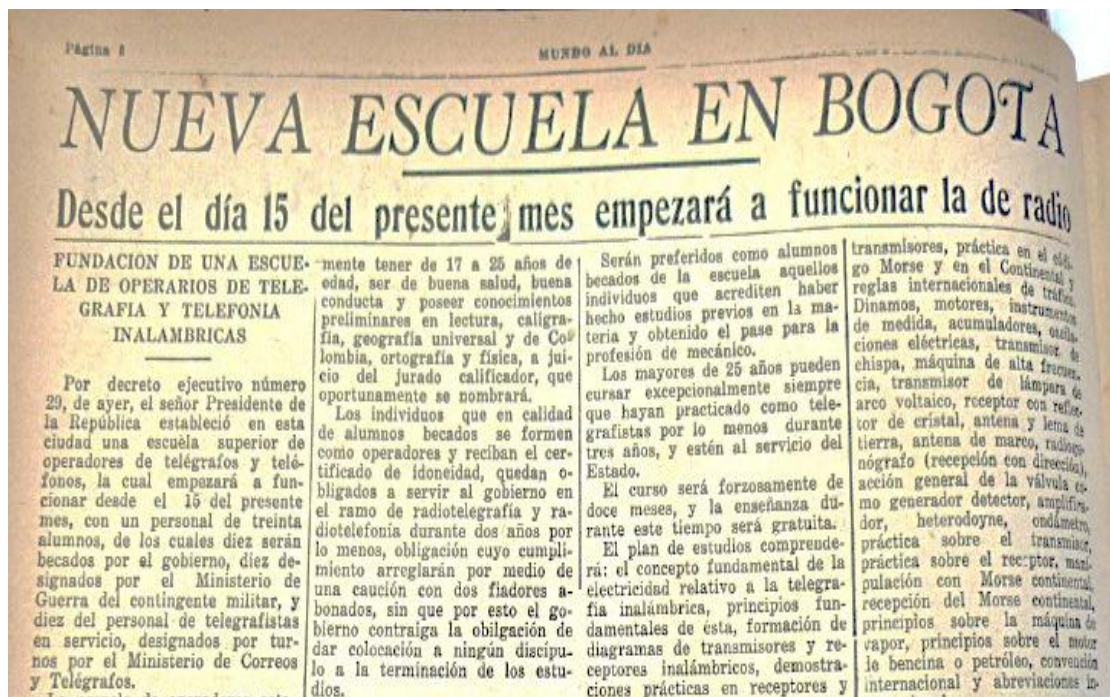 Página 8
MUNDO AL DIA
NUEVA ESCUELA EN BOGOTA
Desde el día 15 del presente mes empezará a funcionar la de radio
FUNDACION DE UNA ESCUE-
LA DE OPERARIOS DE TELE-
GRAFIA Y TELEFONIA
INALAMBRICAS
Por decreto ejecutivo número
29, de ayer, el señor Presidente de
la República estableció en esta
ciudad una escuela superior de
operadores de telégrafos y telé-
fonos, la cual empezará a fun-
cionar desde el 15 del presente
mes, con un personal de treinta
alumnos, de los cuales diez serán
becados por el gobierno, diez de-
signados por el Ministerio de
Guerra del contingente militar, y
diez del personal de telegrafistas
en servicio, designados por tur-
nos por el Ministerio de Correos
y Telégrafos.
mente tener de 17 a 25 años de
edad, ser de buena salud, buena
conducta y poseer conocimientos
preliminares en lectura, caligra-
fía, geografía universal y de Co-
lombia, ortografía y física, a jui-
cio del jurado calificador, que
oportunamente se nombrará.
Los individuos que en calidad
de alumnos becados se formen
como operadores y reciban el cer-
tificado de idoneidad, quedan o-
bligados a servir al gobierno en
el ramo de radiotelegrafía y ra-
diotelefonía durante dos años por
lo menos, obligación cuyo cumpli-
miento arreglarán por medio de
una caución con dos fiadores a-
bonados, sin que por esto el go-
bierno contraiga la obilgación de
dar colocación a ningún discípu-
lo a la terminación de los estu-
dios.
Serán preferidos como alumnos
becados de la escuela aquellos
individuos que acrediten haber
hecho estudios previos en la ma-
teria y obtenido el pase para la
profesión de mecánico.
Los mayores de 25 años pueden
cursar excepcionalmente siempre
que hayan practicado como tele-
grafistas por lo menos durante
tres años, y estén al servicio del
Estado.
El curso será forzosamente de
doce meses, y la enseñanza du-
rante este tiempo será gratuita.
El plan de estudios comprende-
rá: el concepto fundamental de la
electricidad relativo a la telegra-
fía inalámbrica, principios fun-
damentales de ésta, formación de
diagramas de transmisores y re-
ceptores inalámbricos, demostra-
ciones prácticas en receptores y
transmisores, práctica en el códi-
go Morse y en el Continental y
reglas internacionales de tráfico.
Dinamos, motores, instrumentos
de medida, acumuladores, oscila-
ciones eléctricas, transmisor de
chispa, máquina de alta frecuen-
cia, transmisor de lámpara de
arco voltaico, receptor con reflec-
tor de cristal, antena y lema de
tierra, antena de marco, radiogo-
nógrafo (recepción con dirección),
acción general de la válvula co-
mo generador detector, amplifica-
dor, heterodyne, ondámetro,
práctica sobre el transmisor,
práctica sobre el receptor, mani-
pulación con Morse continental,
recepción del Morse continental,
principios sobre la máquina de
vapor, principios sobre el motor
de bencina o petróleo, convención
internacional y abreviaciones in-